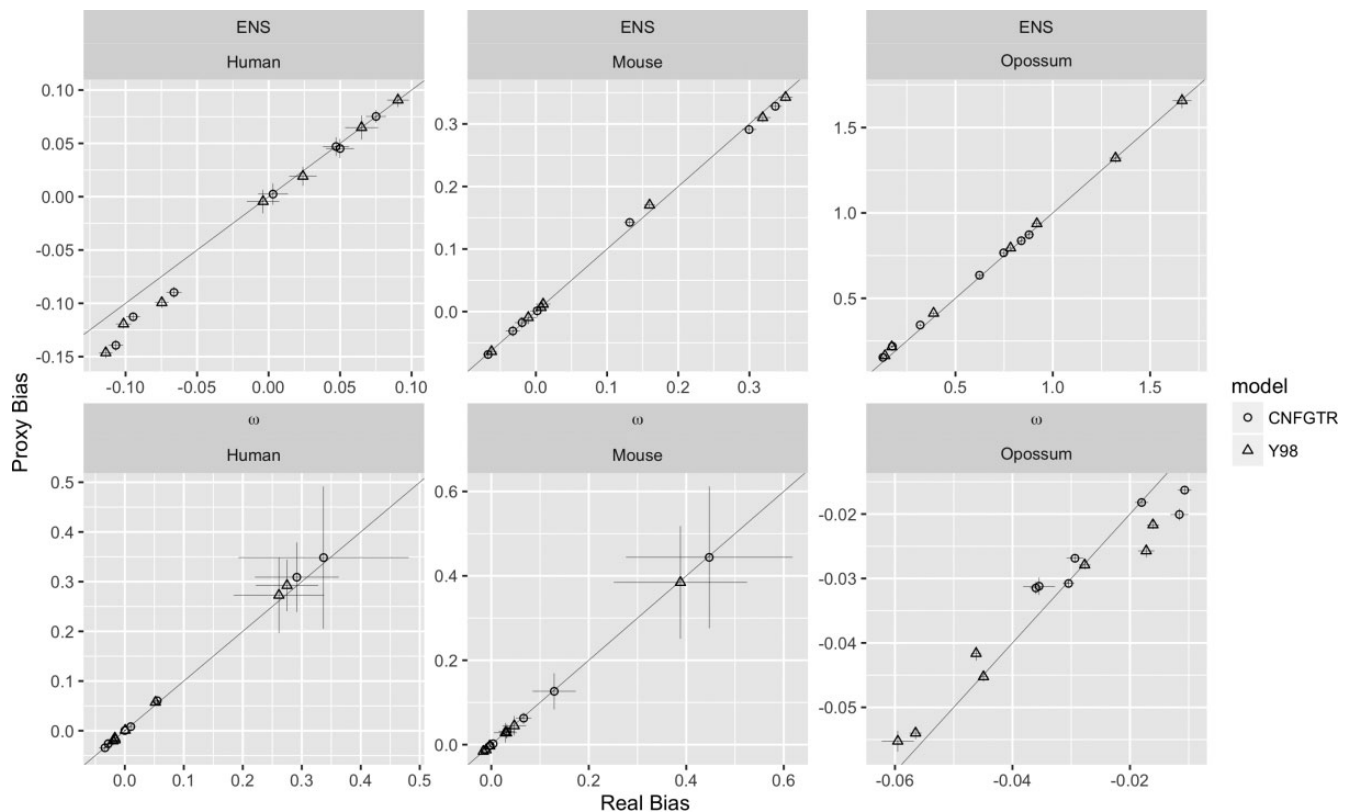 ENS ENS ENS
Human Mouse Opossum
0.10
0.05
0.00
-0.05
-0.10
-0.15
0.3
0.2
0.1
0.0
1.5
1.0
0.5
-0.10 -0.05 0.00 0.05 0.10
0.0 0.1 0.2 0.3
0.5 1.0 1.5
Proxy Bias
model
CNFGTR
Y98
ω ω ω
Human Mouse Opossum
0.5
0.4
0.3
0.2
0.1
0.0
0.6
0.4
0.2
0.0
-0.02
-0.03
-0.04
-0.05
0.0 0.1 0.2 0.3 0.4 0.5
0.0 0.2 0.4 0.6
-0.06 -0.04 -0.02
Real Bias